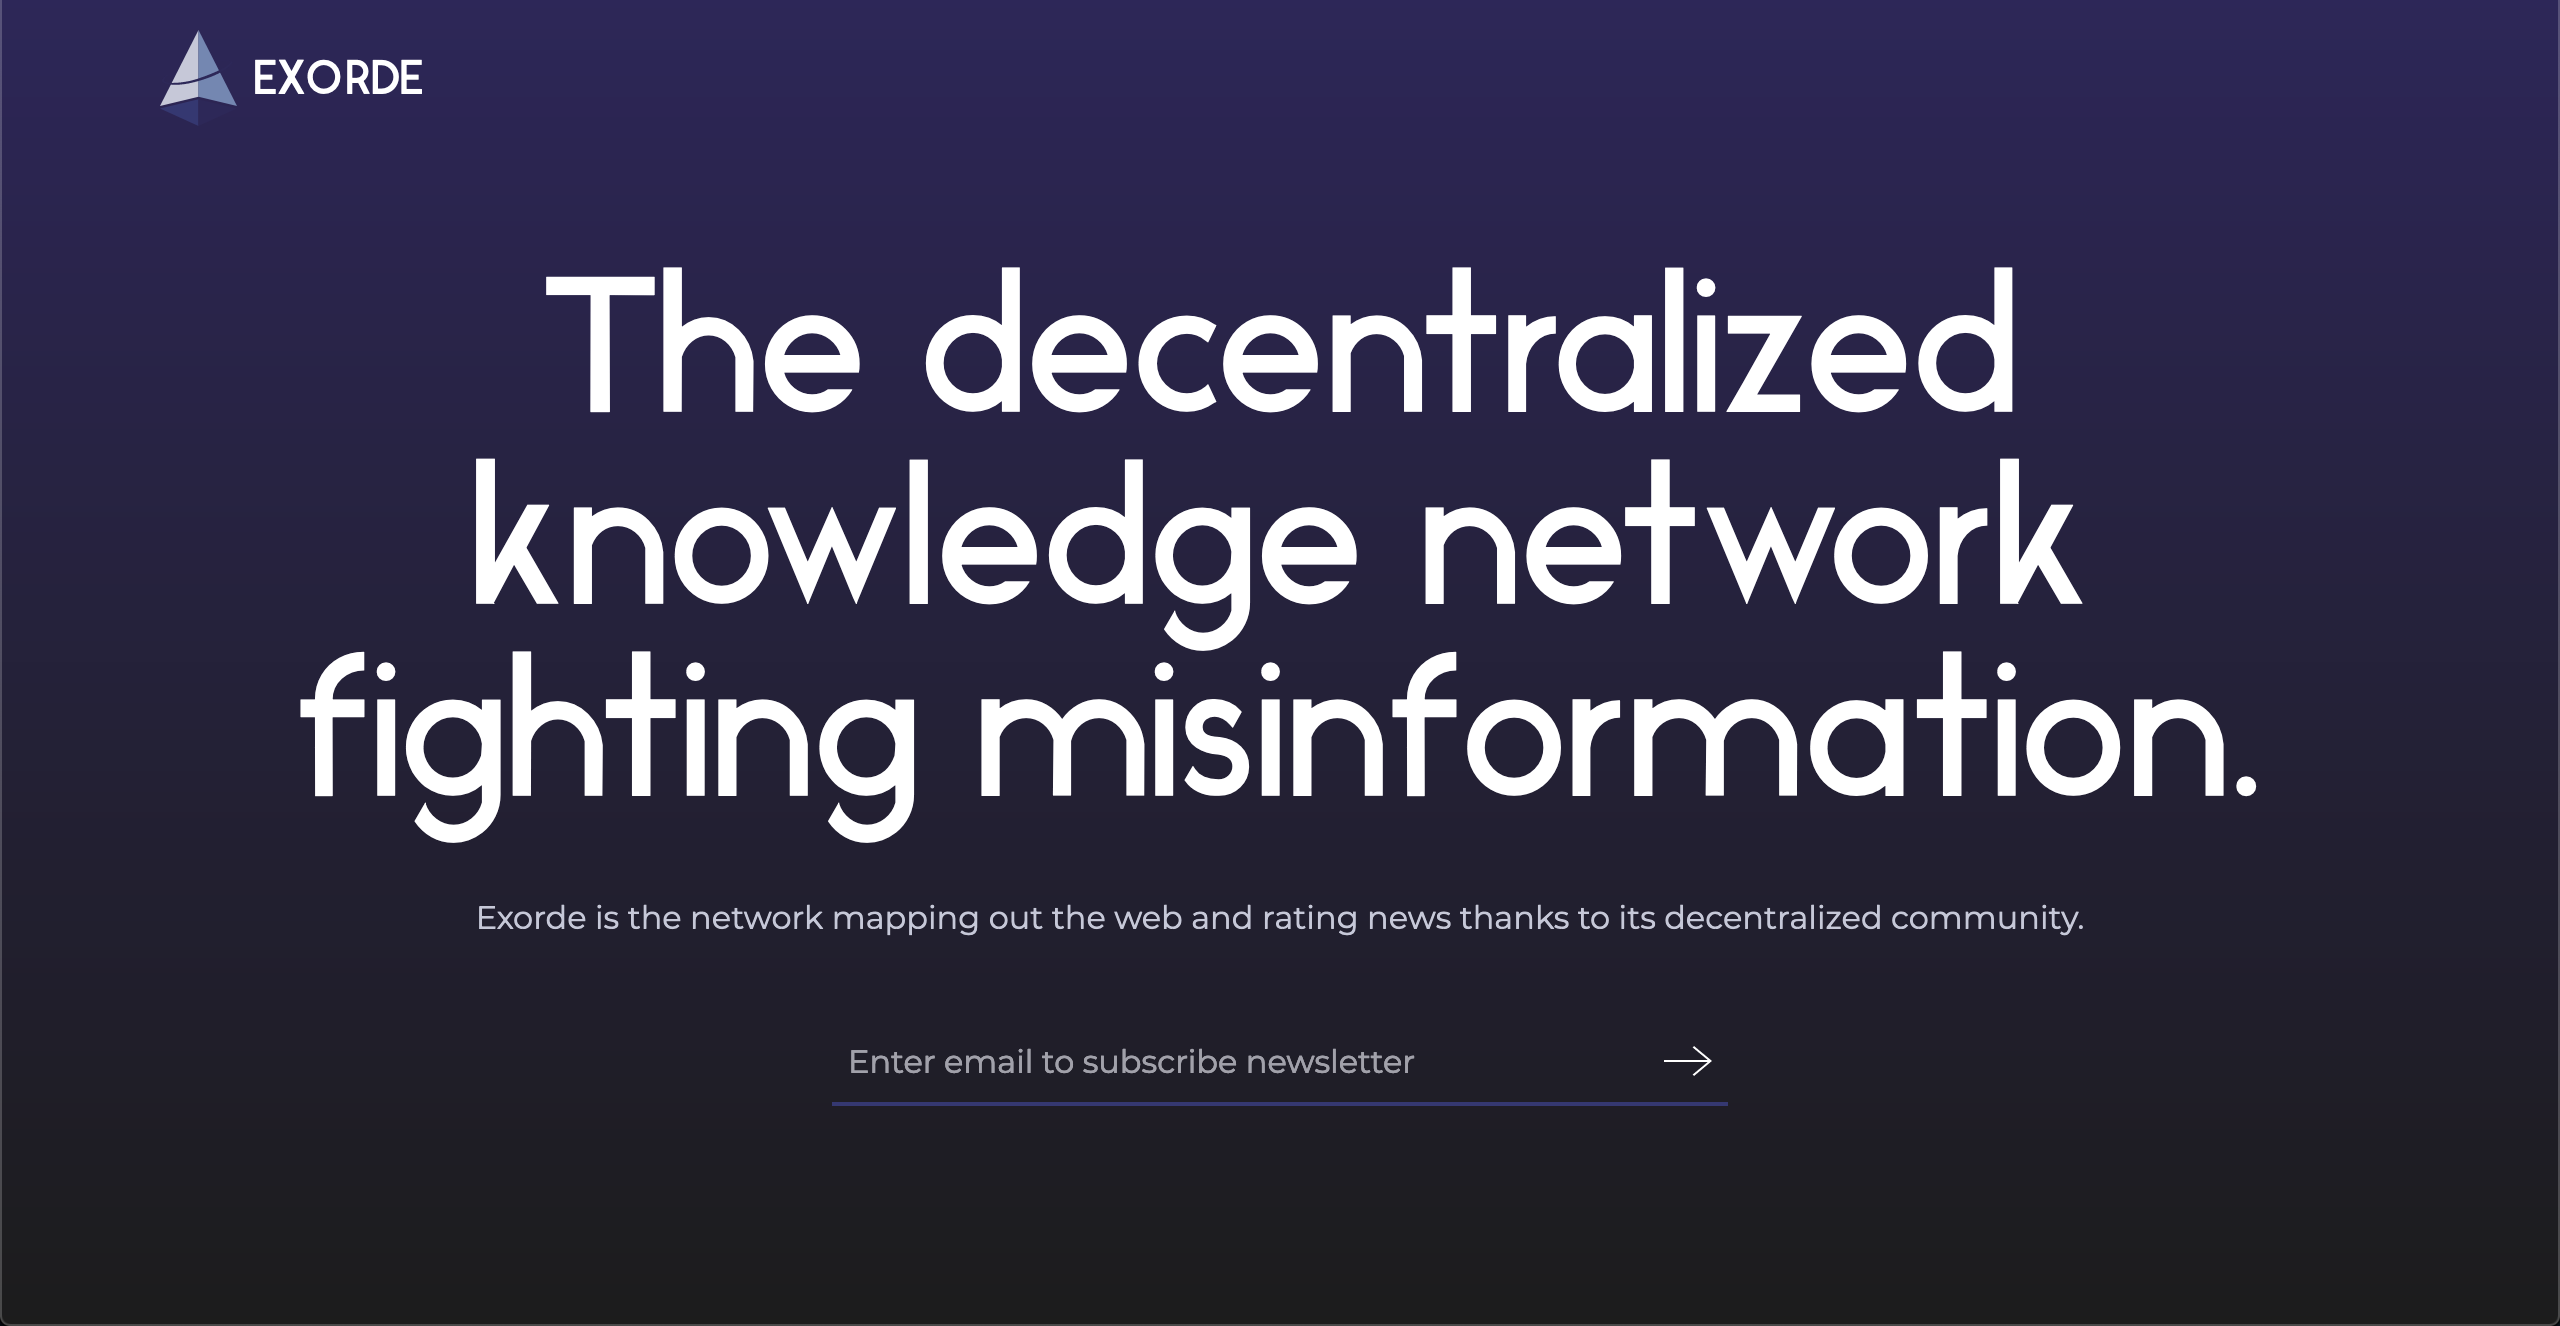 EXORDE
The decentralized
knowledge network
fighting misinformation.
Exorde is the network mapping out the web and rating news thanks to its decentralized community.
Enter email to subscribe newsletter